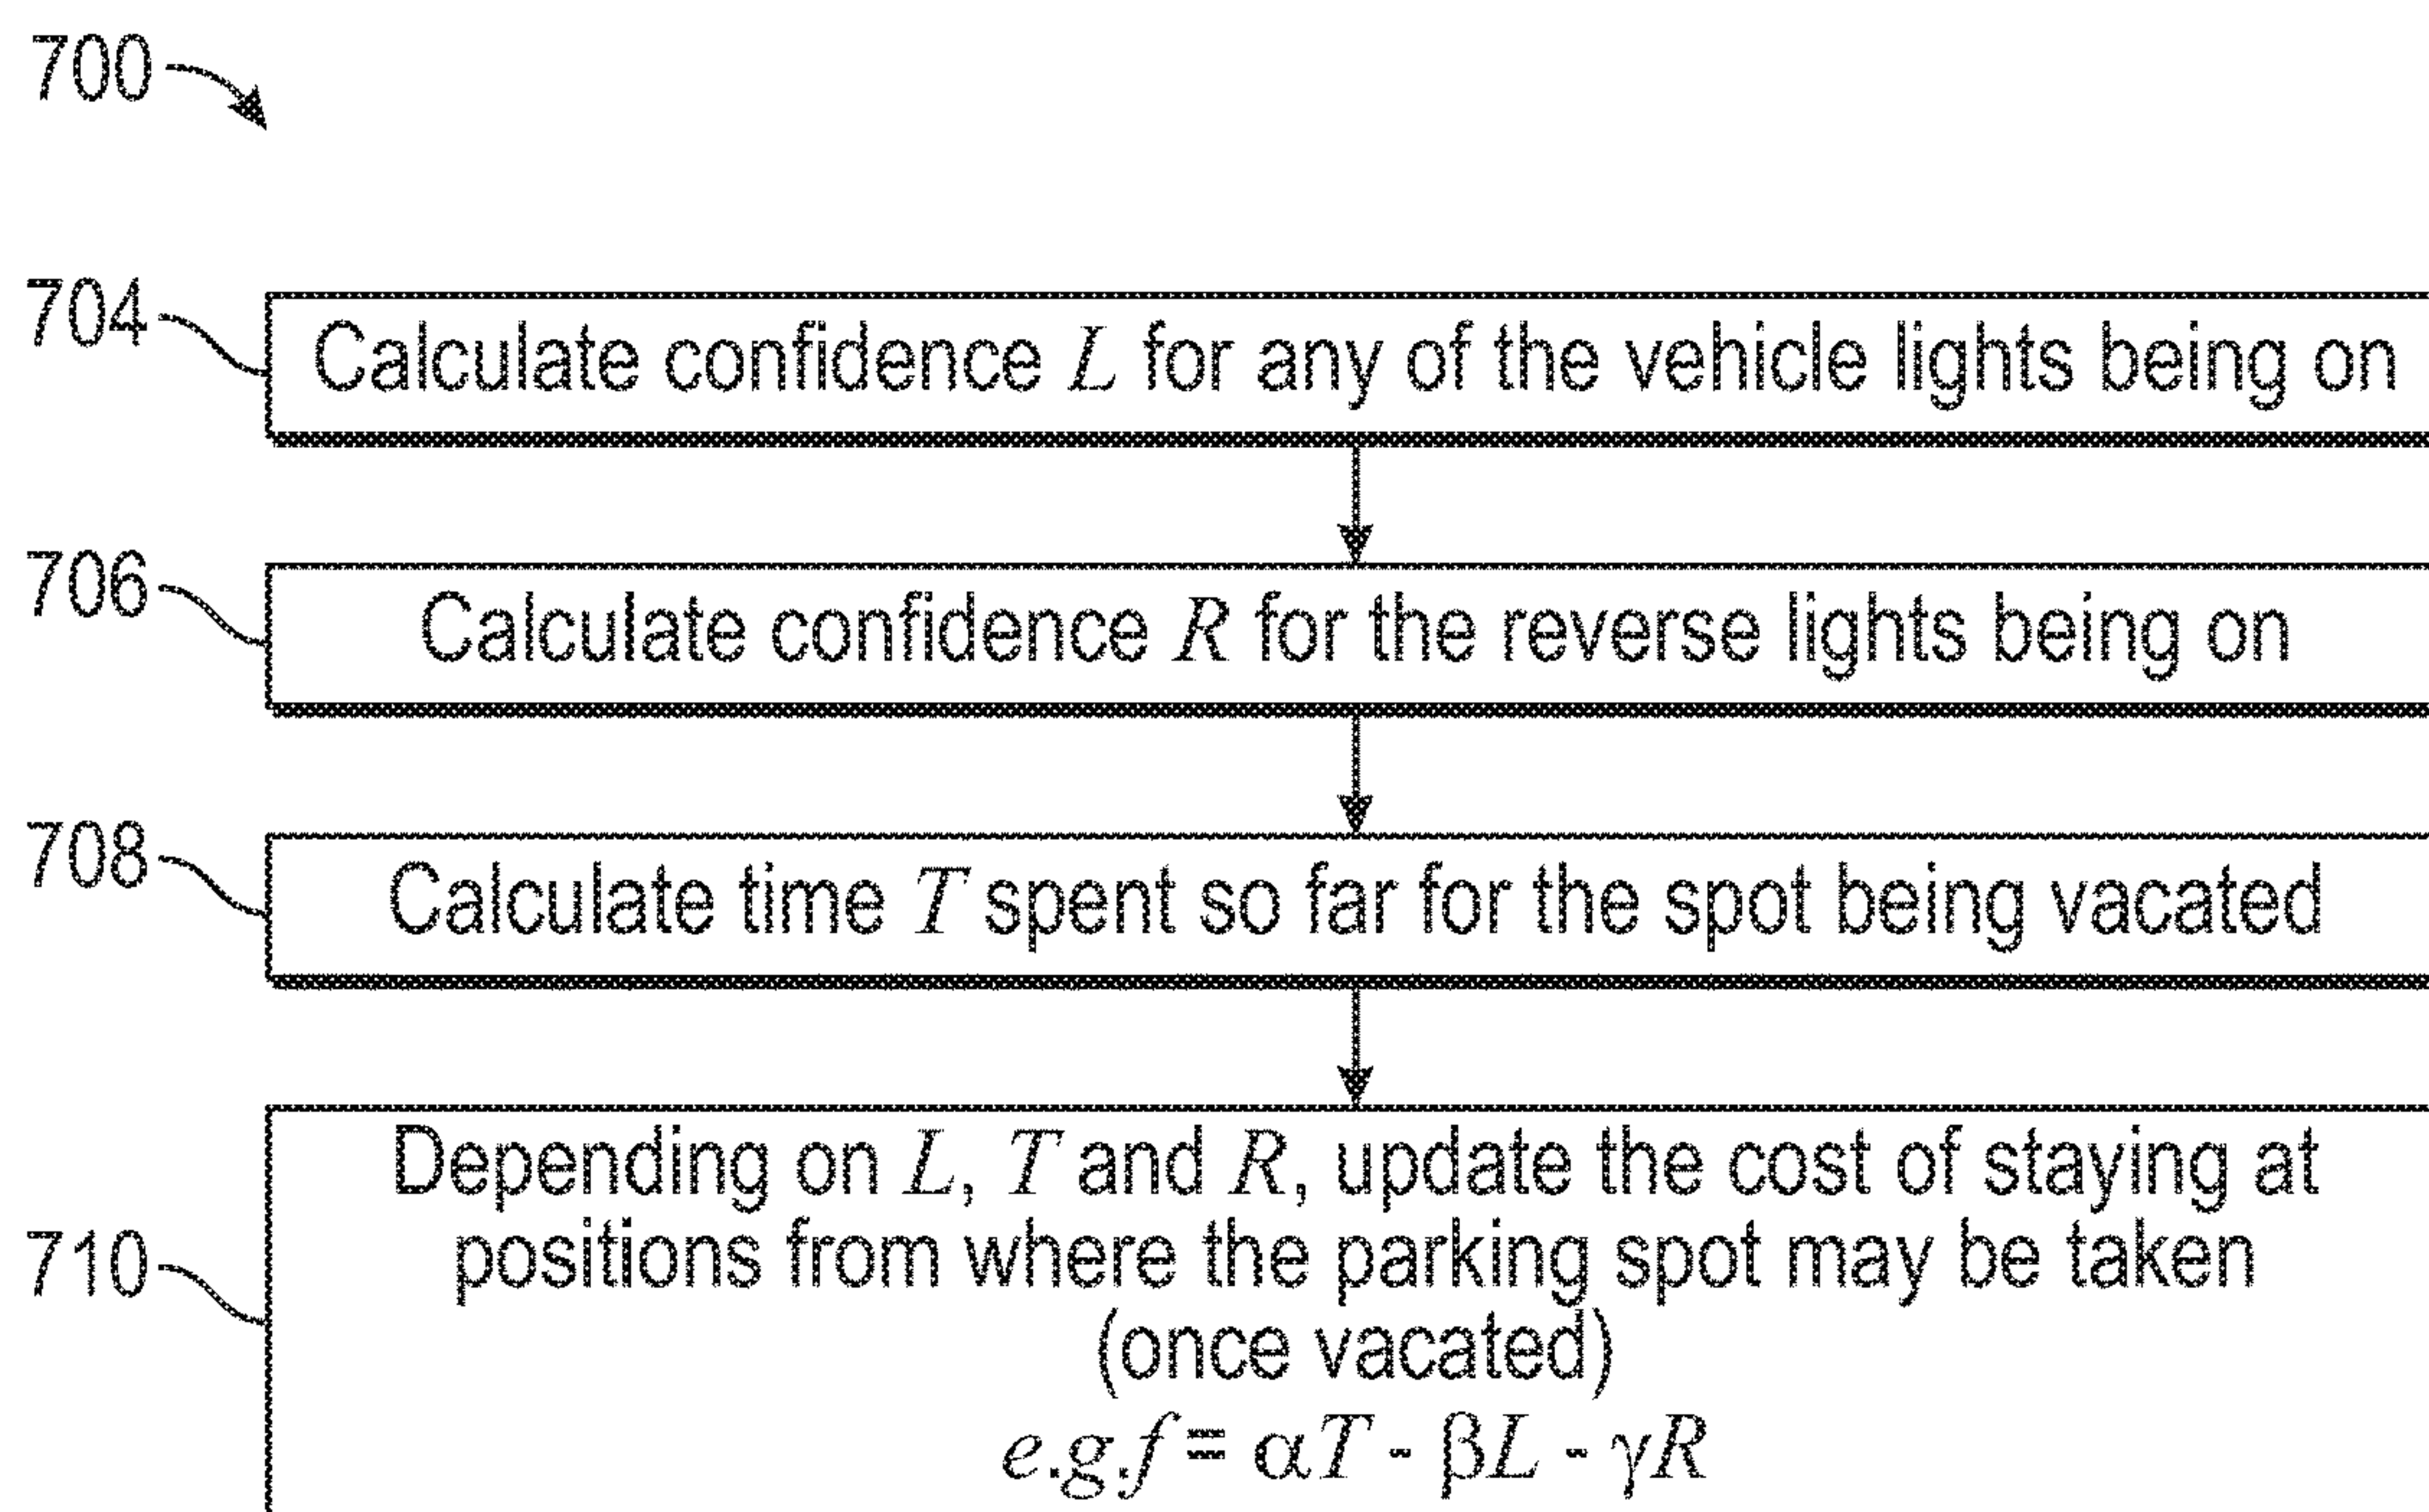 700
704
Calculate confidence L for any of the vehicle lights being on
706
Calculate confidence R for the reverse lights being on
708
Calculate time T spent so far for the spot being vacated
710
Depending on L, T and R, update the cost of staying at
positions from where the parking spot may be taken
(once vacated)
e.g. f = αT - βL - γR